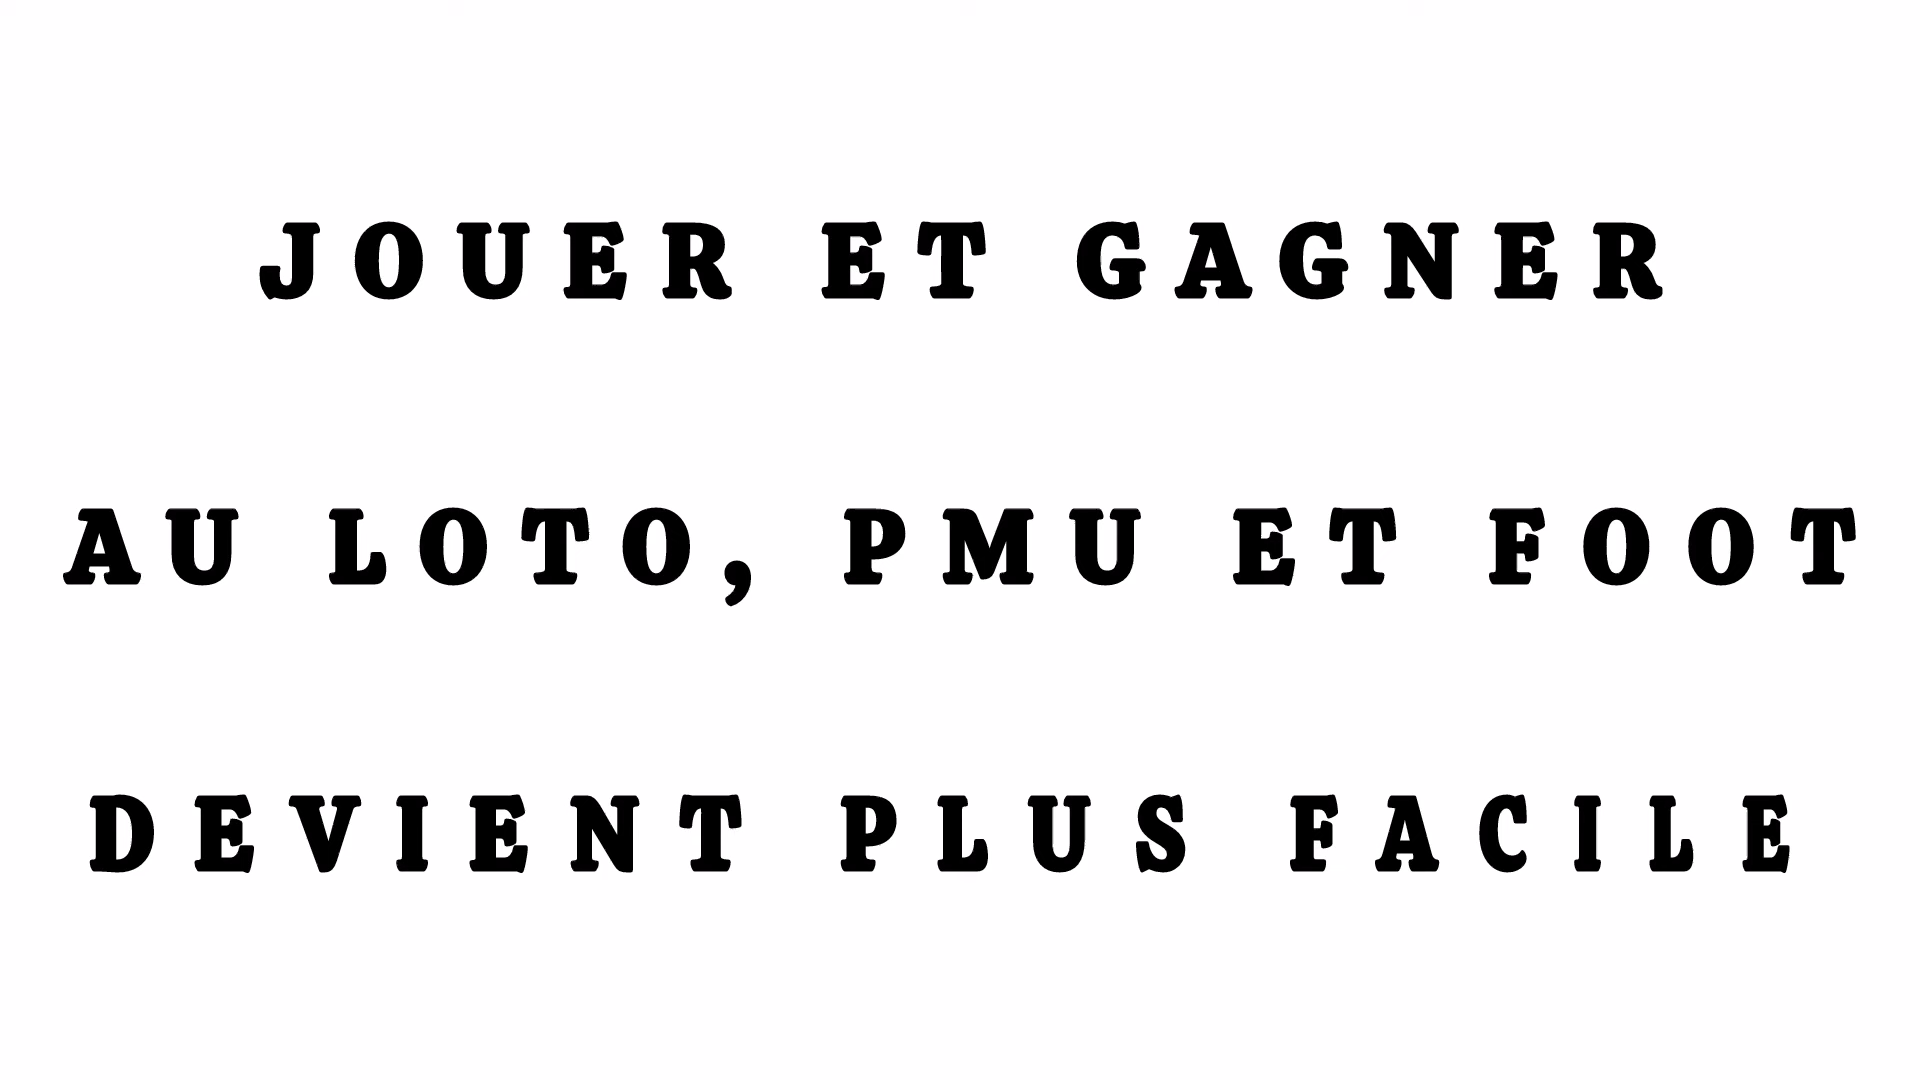 JOUER ET GAGNER
AU LOTO, PMU ET FOOT
DEVIENT PLUS FACILE